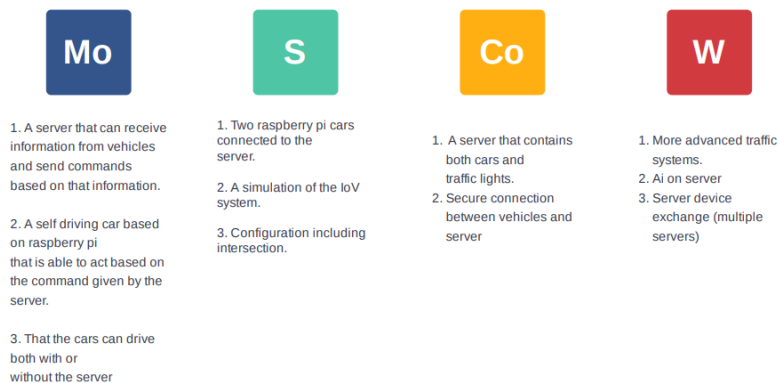 Mo
1. A server that can receive
information from vehicles
and send commands
based on that information.
2. A self driving car based
on raspberry pi
that is able to act based on
the command given by the
server.
3. That the cars can drive
both with or
without the server
S
1. Two raspberry pi cars
connected to the
server.
2. A simulation of the IoV
system.
3. Configuration including
intersection.
Co
1. A server that contains
both cars and
traffic lights.
2. Secure connection
between vehicles and
server
W
1. More advanced traffic
systems.
2. Ai on server
3. Server device
exchange (multiple
servers)